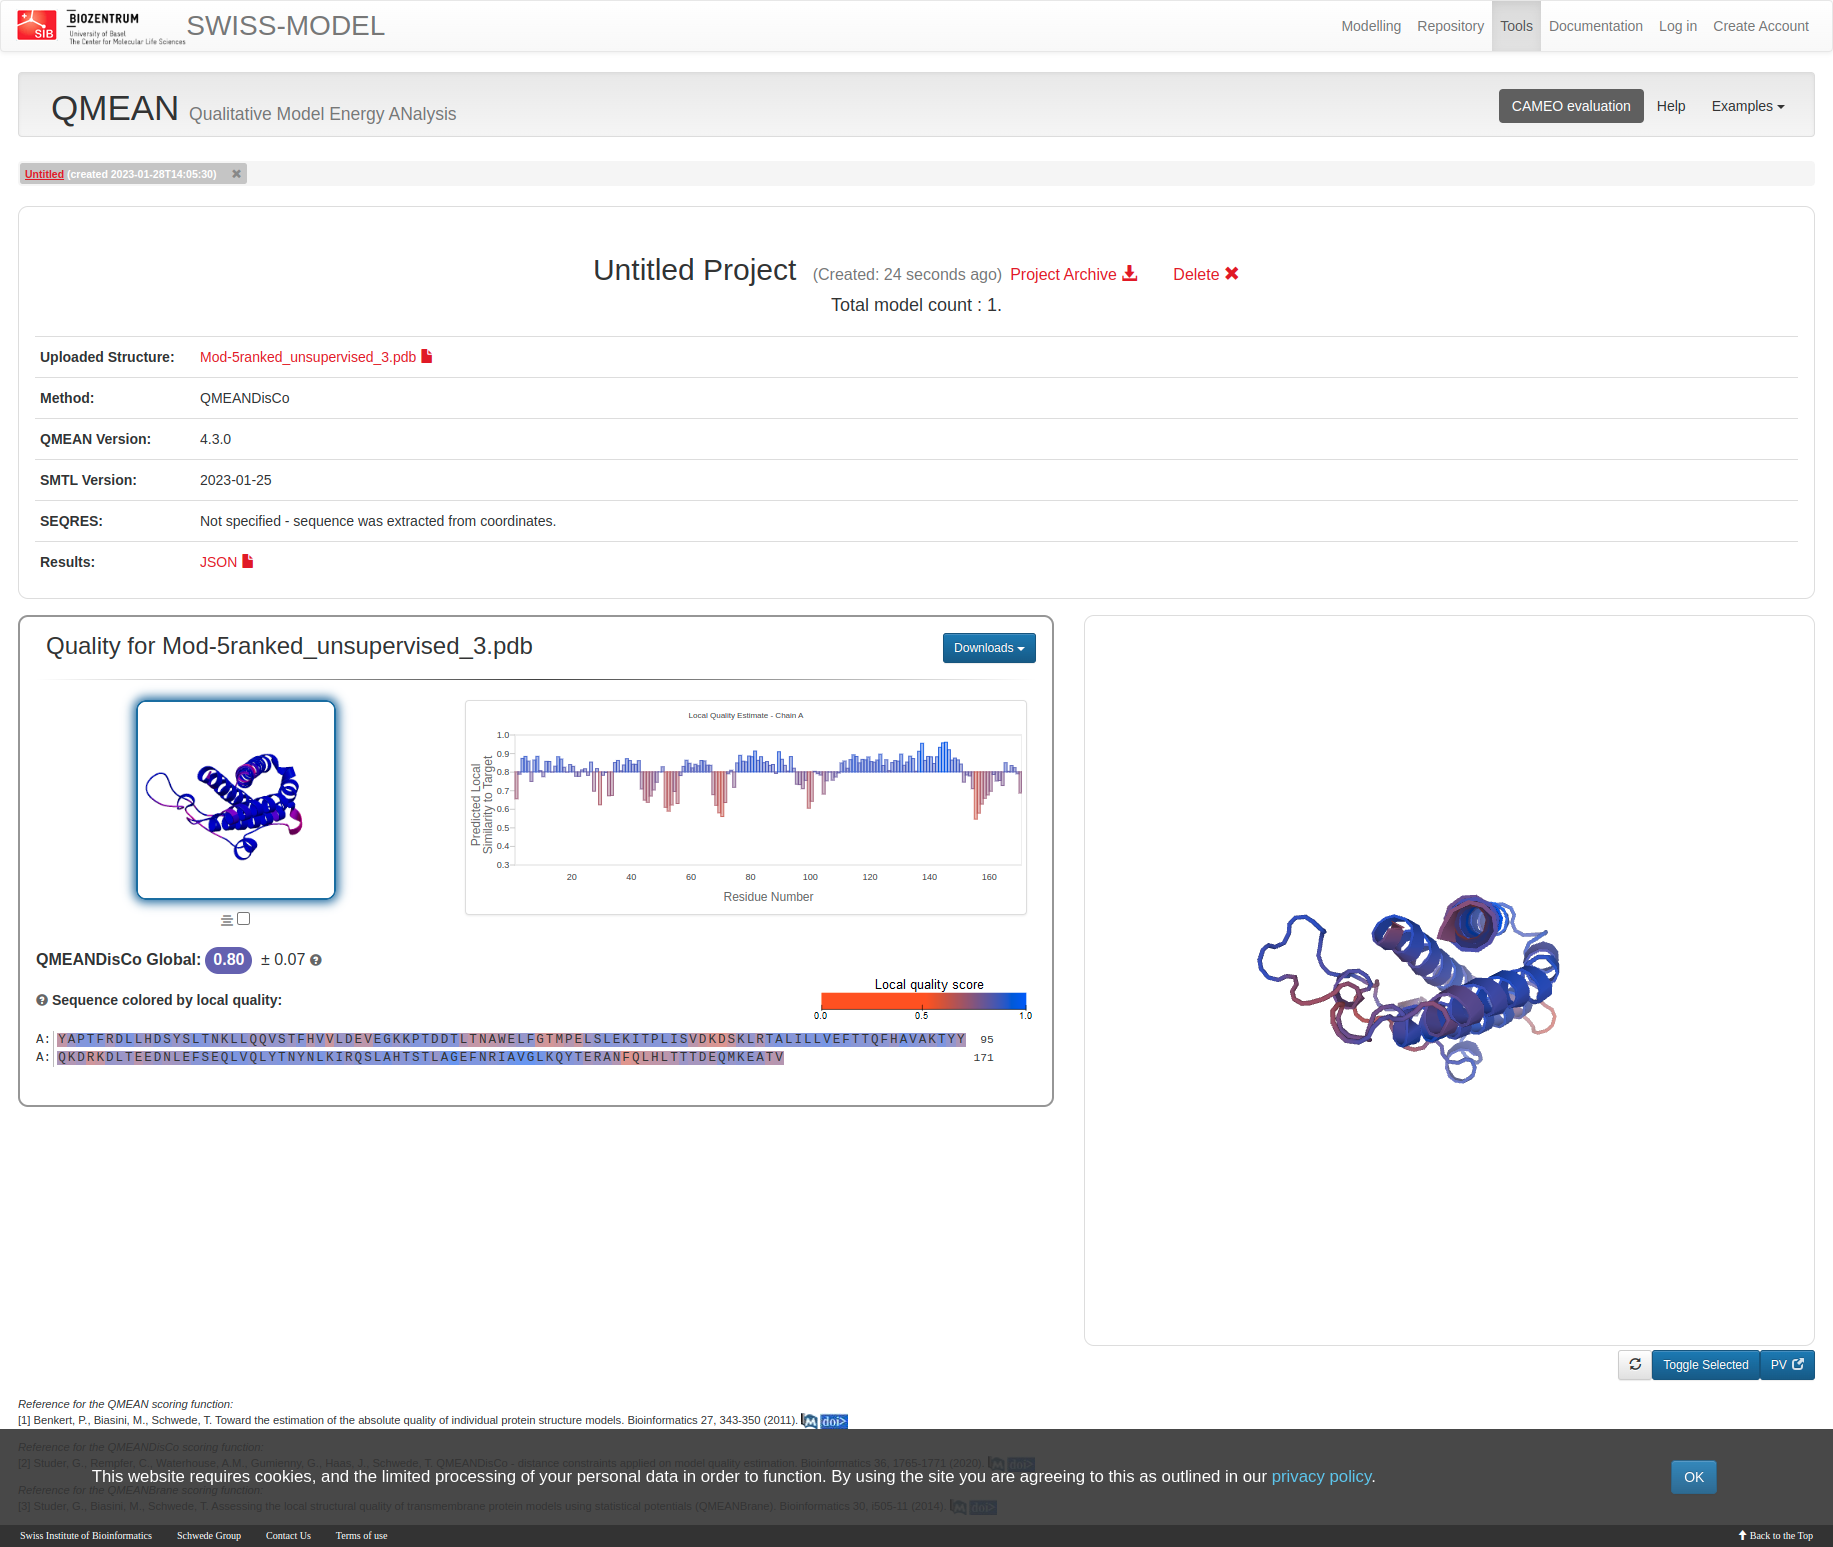 SIB BIOZENTRUM SWISS-MODEL Modelling Repository Tools Documentation Log in Create Account
University of Basel
The Center for Molecular Life Sciences
QMEAN Qualitative Model Energy ANalysis CAMEO evaluation Help Examples
Untitled (created 2023-01-28T14:05:30)
Untitled Project (Created: 24 seconds ago) Project Archive Delete
Total model count : 1.
Uploaded Structure: Mod-5ranked_unsupervised_3.pdb
Method: QMEANDisCo
QMEAN Version: 4.3.0
SMTL Version: 2023-01-25
SEQRES: Not specified - sequence was extracted from coordinates.
Results: JSON
Quality for Mod-5ranked_unsupervised_3.pdb Downloads
Local Quality Estimate - Chain A
Predicted Local
Similarity to Target
1.0
0.9
0.8
0.7
0.6
0.5
0.4
0.3
20 40 60 80 100 120 140 160
Residue Number
QMEANDisCo Global: 0.80 ± 0.07
Sequence colored by local quality:
Local quality score
0.0 0.5 1.0
A: YAPTFRDLLHDSYSLTNKLLQQVSTFHVVLDEVEGKKPTDDTLTNAWELFGTMPELSLEKITPLISVDKDSKLRTALILLVEFTTQFHAVAKTYY 95
A: QKDRKDLTEEDNLEFSEQLVQLYTNYNLKIRQSLAHTSTLAGEFNRIAVGLKQYTERANFQLHLTTTDEQMKEATV 171
Toggle Selected PV
Reference for the QMEAN scoring function:
[1] Benkert, P., Biasini, M., Schwede, T. Toward the estimation of the absolute quality of individual protein structure models. Bioinformatics 27, 343-350 (2011). M doi>
Reference for the QMEANDisCo scoring function:
[2] Studer, G., Rempfer, C., Waterhouse, A.M., Gumienny, G., Haas, J., Schwede, T. QMEANDisCo - distance constraints applied on model quality estimation. Bioinformatics 36, 1765-1771 (2020). M doi>
This website requires cookies, and the limited processing of your personal data in order to function. By using the site you are agreeing to this as outlined in our privacy policy. OK
Reference for the QMEANBrane scoring function:
[3] Studer, G., Biasini, M., Schwede, T. Assessing the local structural quality of transmembrane protein models using statistical potentials (QMEANBrane). Bioinformatics 30, i505-11 (2014). M doi>
Swiss Institute of Bioinformatics Schwede Group Contact Us Terms of use Back to the Top